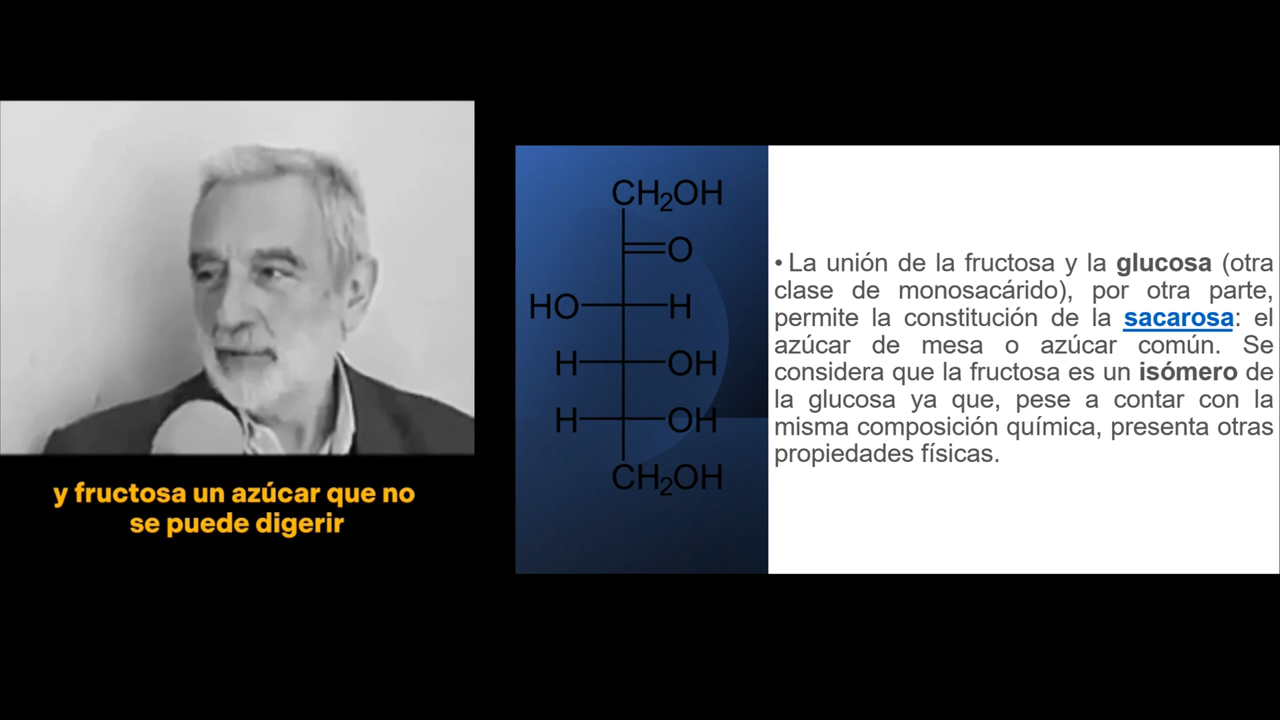 y fructosa un azúcar que no
se puede digerir
CH2OH
O
HO H
H OH
H OH
CH2OH
• La unión de la fructosa y la glucosa (otra
clase de monosacárido), por otra parte,
permite la constitución de la sacarosa: el
azúcar de mesa o azúcar común. Se
considera que la fructosa es un isómero de
la glucosa ya que, pese a contar con la
misma composición química, presenta otras
propiedades físicas.